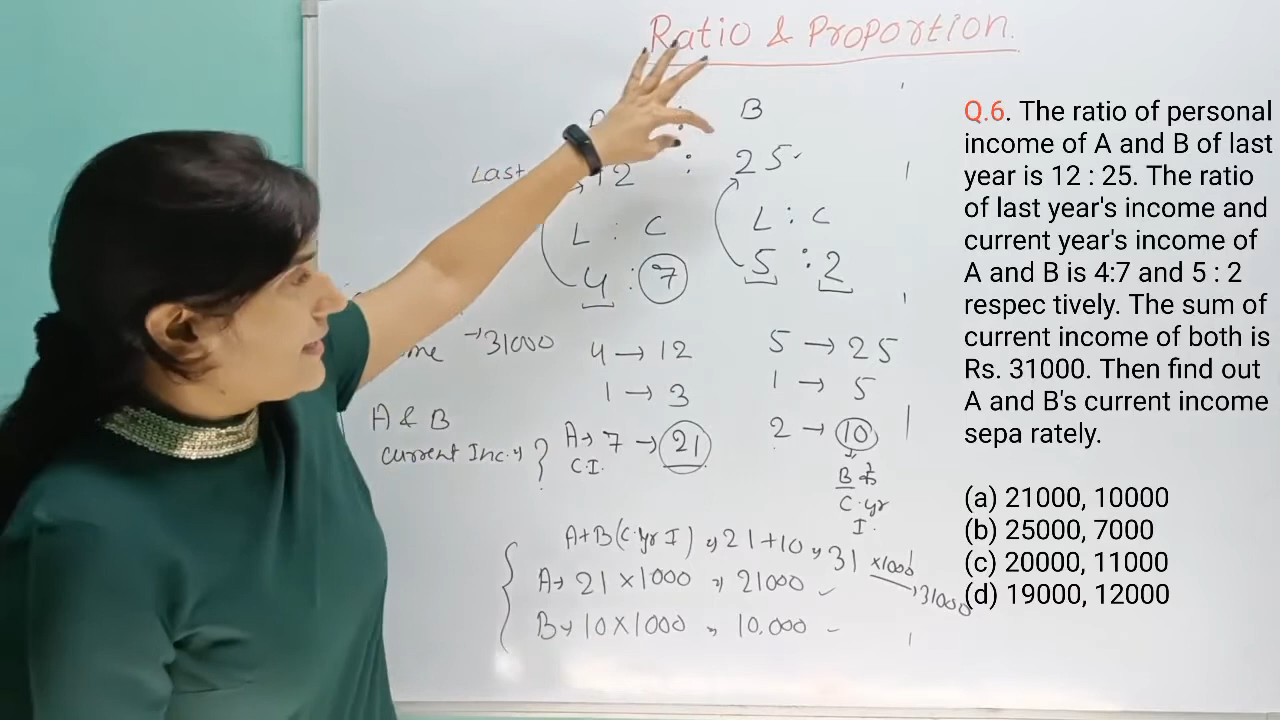 Ratio & Proportion.
: B
Last 12 : 25
L : C L : C
4 : 7 5 : 2
→31000
4 → 12 5 → 25
1 → 3 1 → 5
A & B
Current Inc.
A→ 7 → 21 2 → 10
C.I.
B
C.yr
I.
A+B (C.yr I) 21+10 31 ×1000
→31000
A→ 21 ×1000 21000
B→ 10×1000 10,000
Q.6. The ratio of personal
income of A and B of last
year is 12 : 25. The ratio
of last year's income and
current year's income of
A and B is 4:7 and 5 : 2
respec tively. The sum of
current income of both is
Rs. 31000. Then find out
A and B's current income
sepa rately.
(a) 21000, 10000
(b) 25000, 7000
(c) 20000, 11000
(d) 19000, 12000